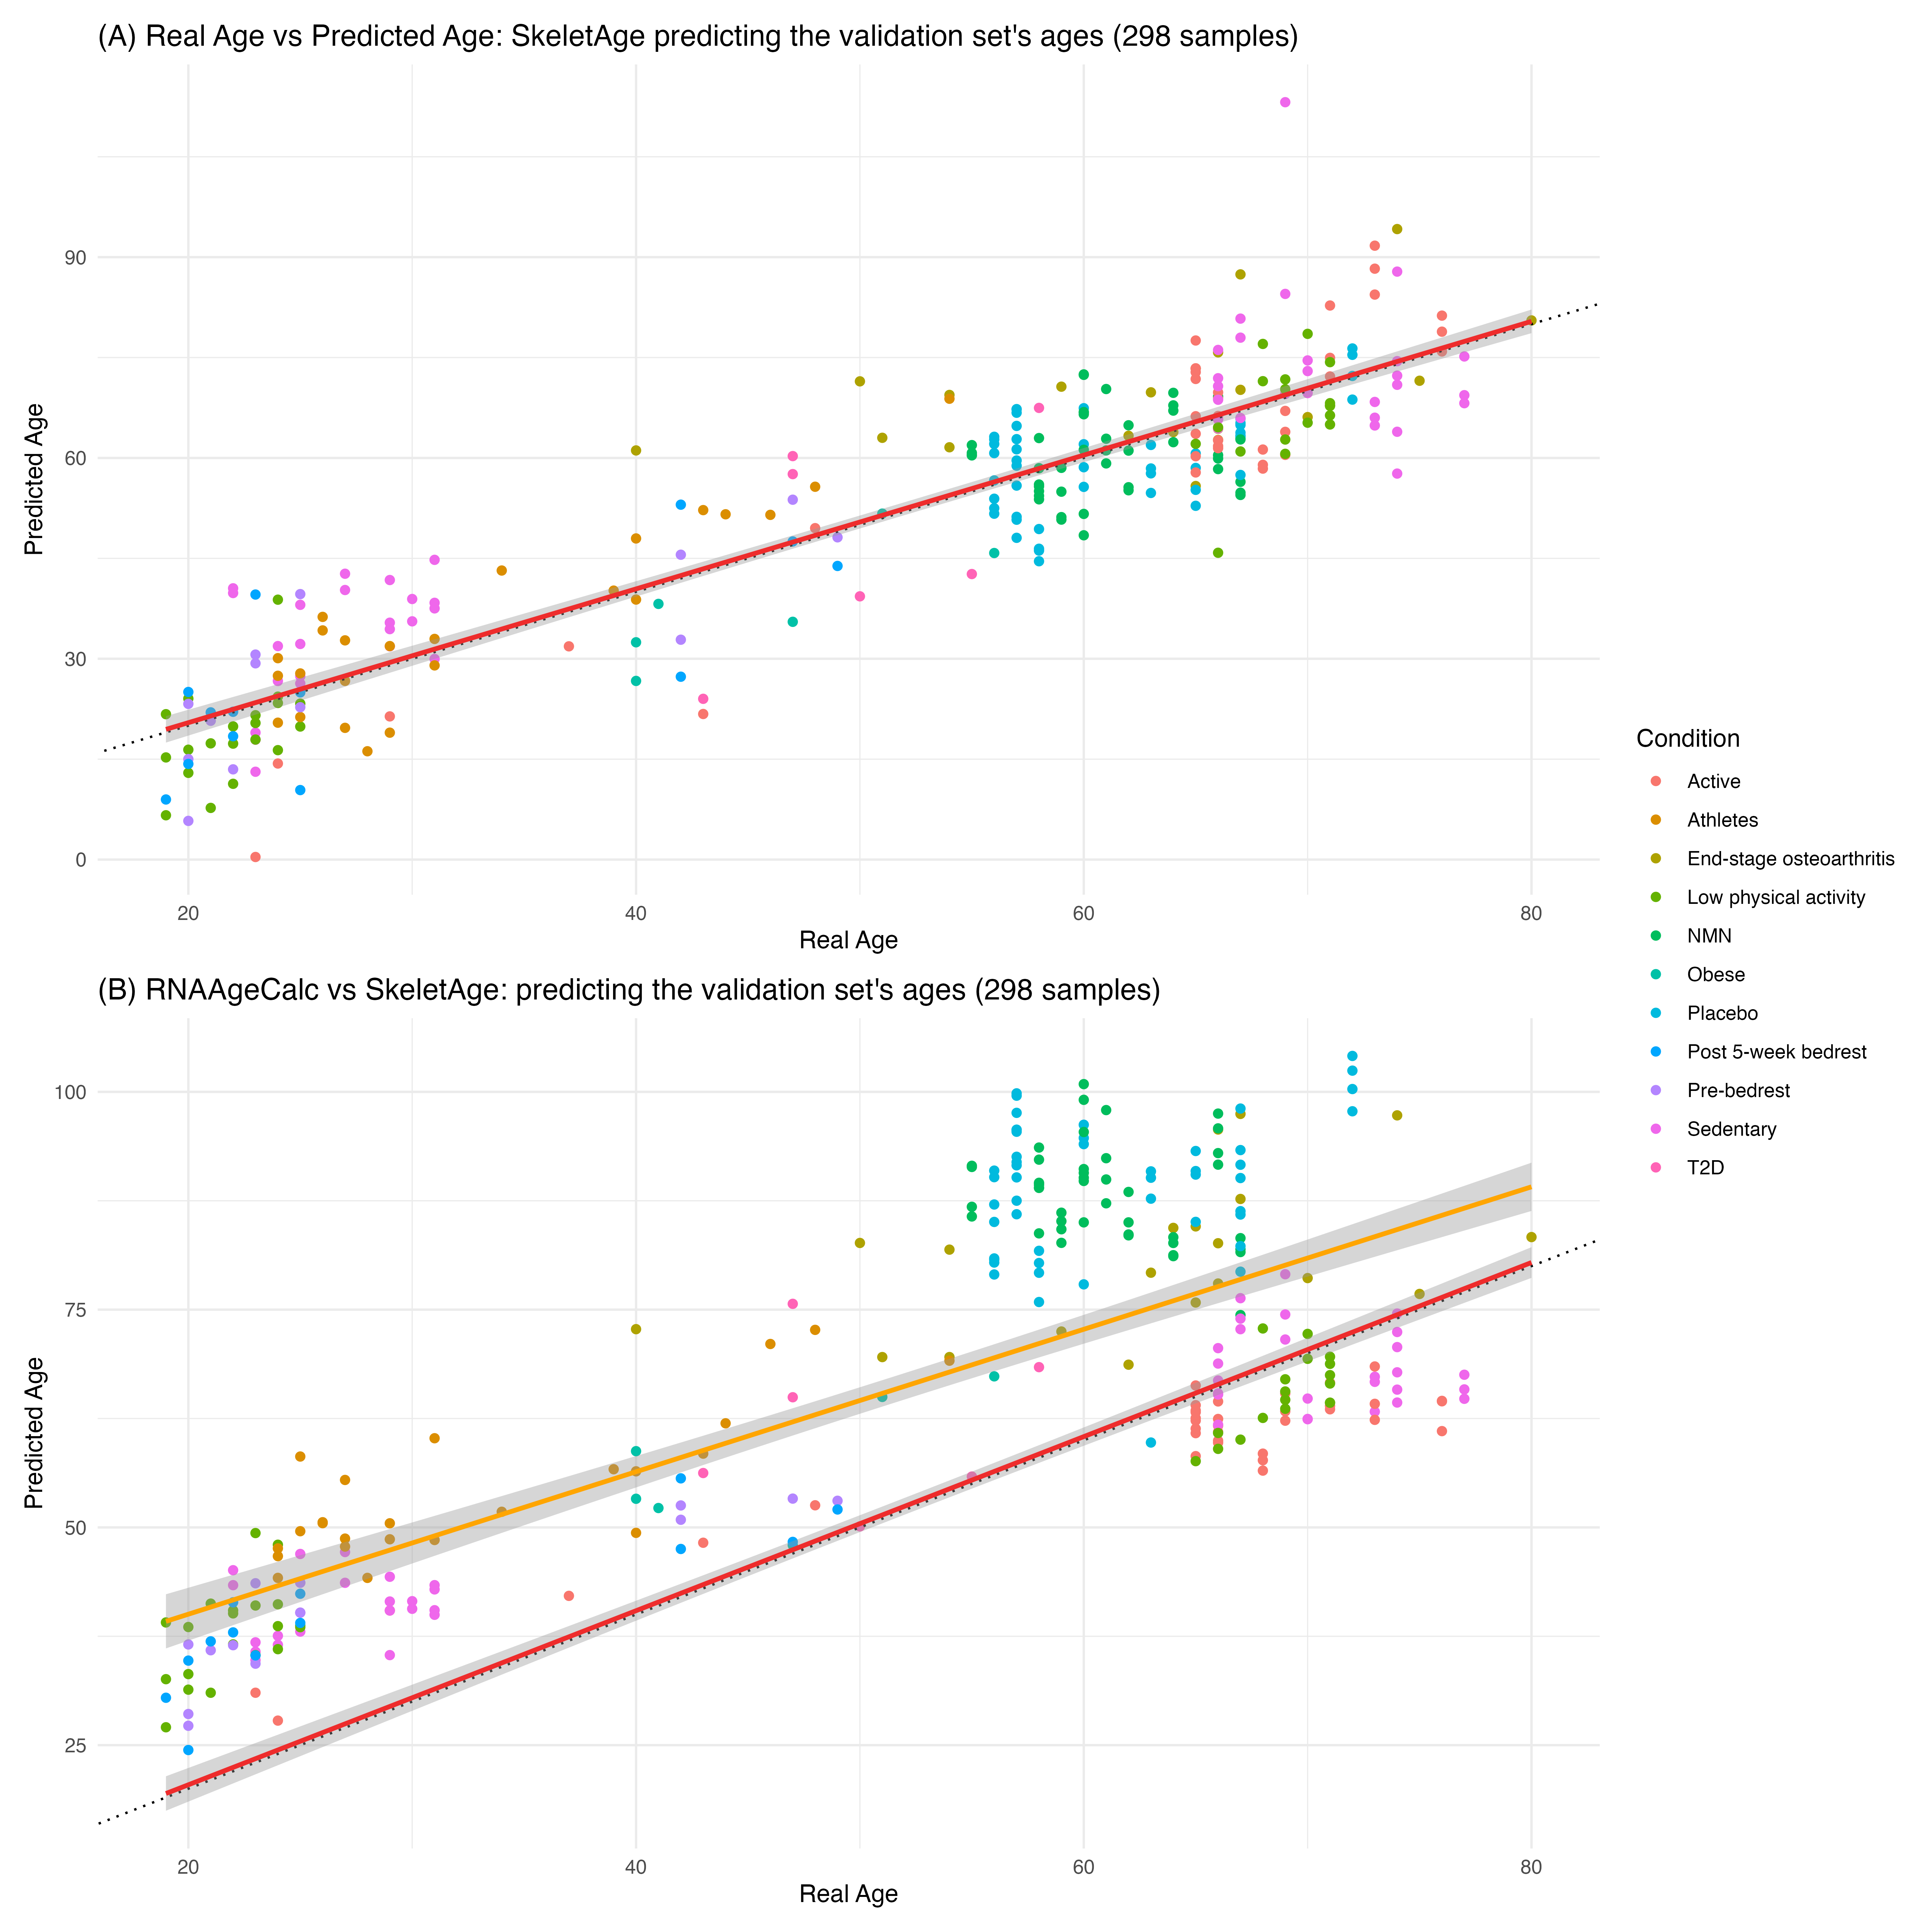 (A) Real Age vs Predicted Age: SkeletAge predicting the validation set's ages (298 samples)
90
60
30
0
Predicted Age
20 40 60 80
Real Age
(B) RNAAgeCalc vs SkeletAge: predicting the validation set's ages (298 samples)
100
75
50
25
Predicted Age
20 40 60 80
Real Age
Condition
Active
Athletes
End-stage osteoarthritis
Low physical activity
NMN
Obese
Placebo
Post 5-week bedrest
Pre-bedrest
Sedentary
T2D